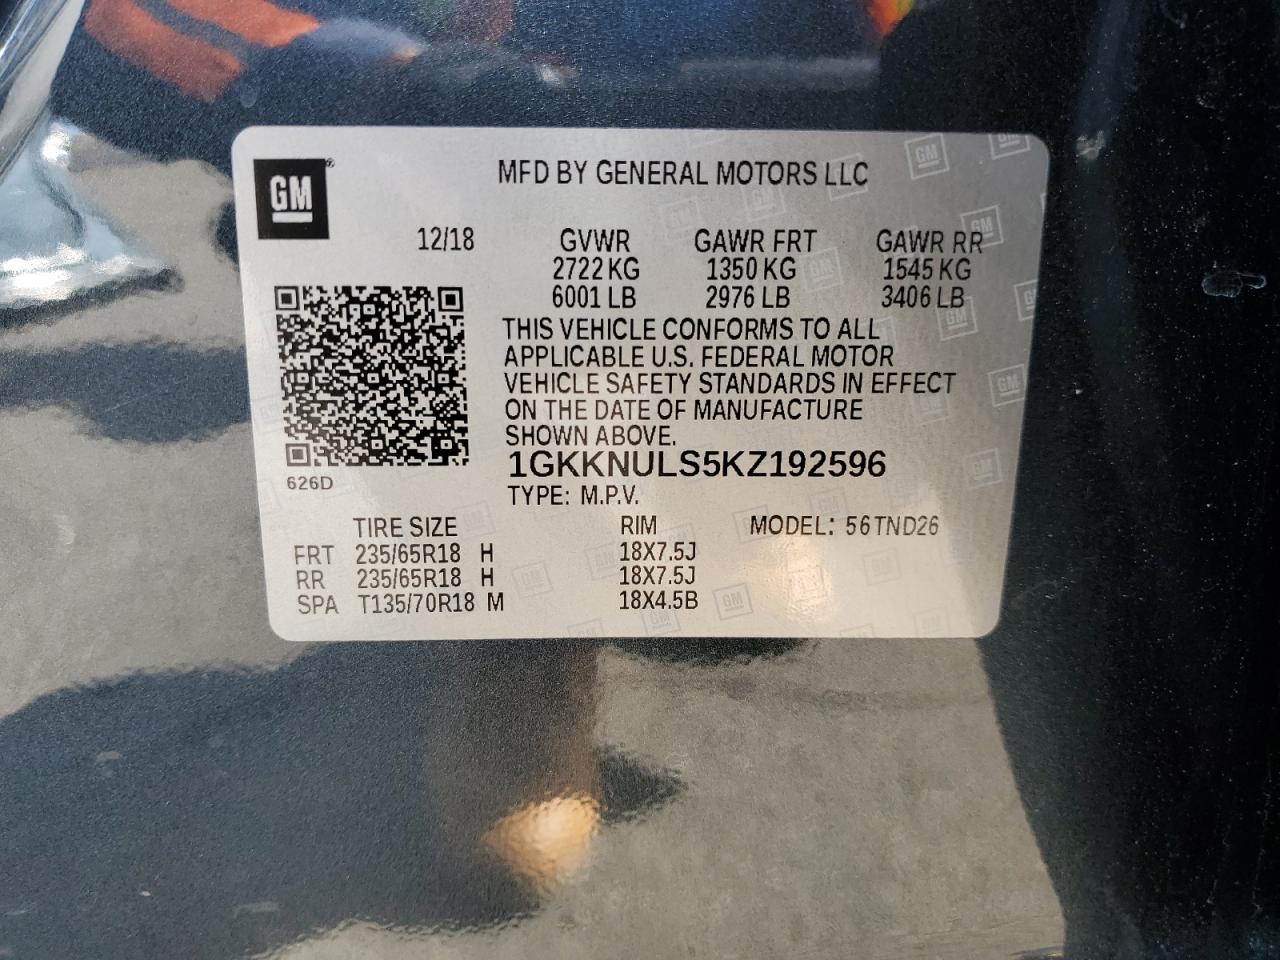 GM®
MFD BY GENERAL MOTORS LLC
12/18 GVWR GAWR FRT GAWR RR
2722 KG 1350 KG 1545 KG
6001 LB 2976 LB 3406 LB
THIS VEHICLE CONFORMS TO ALL
APPLICABLE U.S. FEDERAL MOTOR
VEHICLE SAFETY STANDARDS IN EFFECT
ON THE DATE OF MANUFACTURE
SHOWN ABOVE.
1GKKNULS5KZ192596
626D
TYPE: M.P.V.
TIRE SIZE RIM MODEL: 56TND26
FRT 235/65R18 H 18X7.5J
RR 235/65R18 H 18X7.5J
SPA T135/70R18 M 18X4.5B